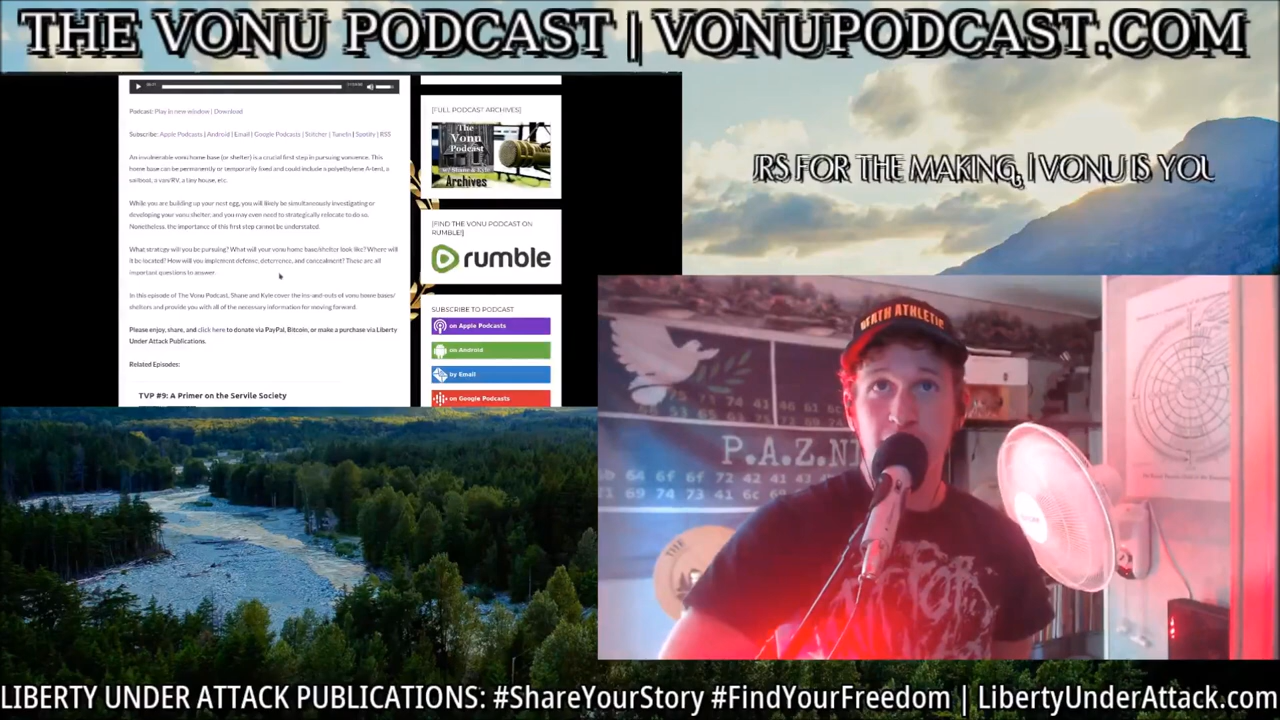 THE VONU PODCAST | VONUPODCAST.COM
Podcast: Play in new window | Download
Subscribe: Apple Podcasts | Android | Email | Google Podcasts | Stitcher | TuneIn | Spotify | RSS
An invulnerable vonu home base (or shelter) is a crucial first step in pursuing vonuence. This
home base can be permanently or temporarily fixed and could include a polyethylene A-tent, a
sailboat, a van/RV, a tiny house, etc.
While you are building up your nest egg, you will likely be simultaneously investigating or
developing your vonu shelter, and you may even need to strategically relocate to do so.
Nonetheless, the importance of this first step cannot be understated.
What strategy will you be pursuing? What will your vonu home base/shelter look like? Where will
it be located? How will you implement defense, deterrence, and concealment? These are all
important questions to answer.
In this episode of The Vonu Podcast, Shane and Kyle cover the ins-and-outs of vonu home bases/
shelters and provide you with all of the necessary information for moving forward.
Please enjoy, share, and click here to donate via PayPal, Bitcoin, or make a purchase via Liberty
Under Attack Publications.
Related Episodes:
TVP #9: A Primer on the Servile Society
[FULL PODCAST ARCHIVES]
The
Vonu
Podcast
w/ Shane & Kyle
Archives
[FIND THE VONU PODCAST ON
RUMBLE!]
rumble
SUBSCRIBE TO PODCAST
on Apple Podcasts
on Android
by Email
on Google Podcasts
URS FOR THE MAKING, | VONU IS YOU
DEATH ATHLETIC
P.A.Z.NI
THE
LIBERTY UNDER ATTACK PUBLICATIONS: #ShareYourStory #FindYourFreedom | LibertyUnderAttack.com